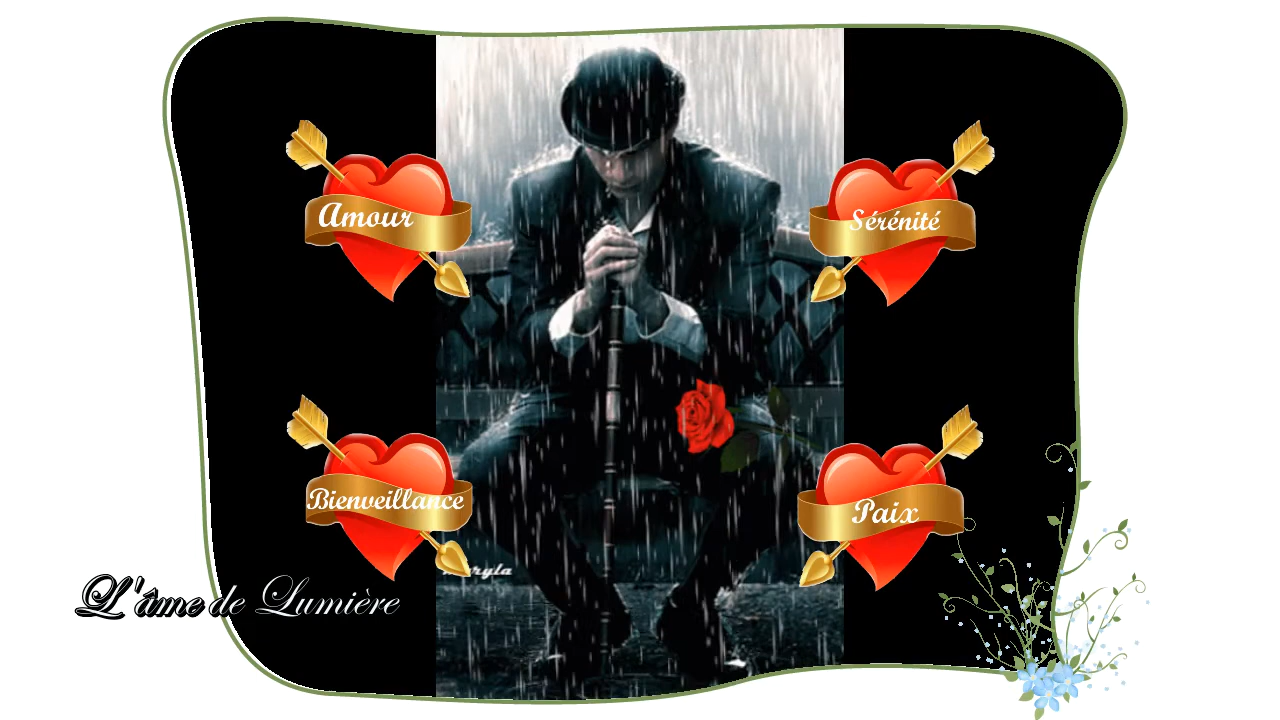 Amour
Sérénité
Bienveillance
Paix
L'âme de Lumière